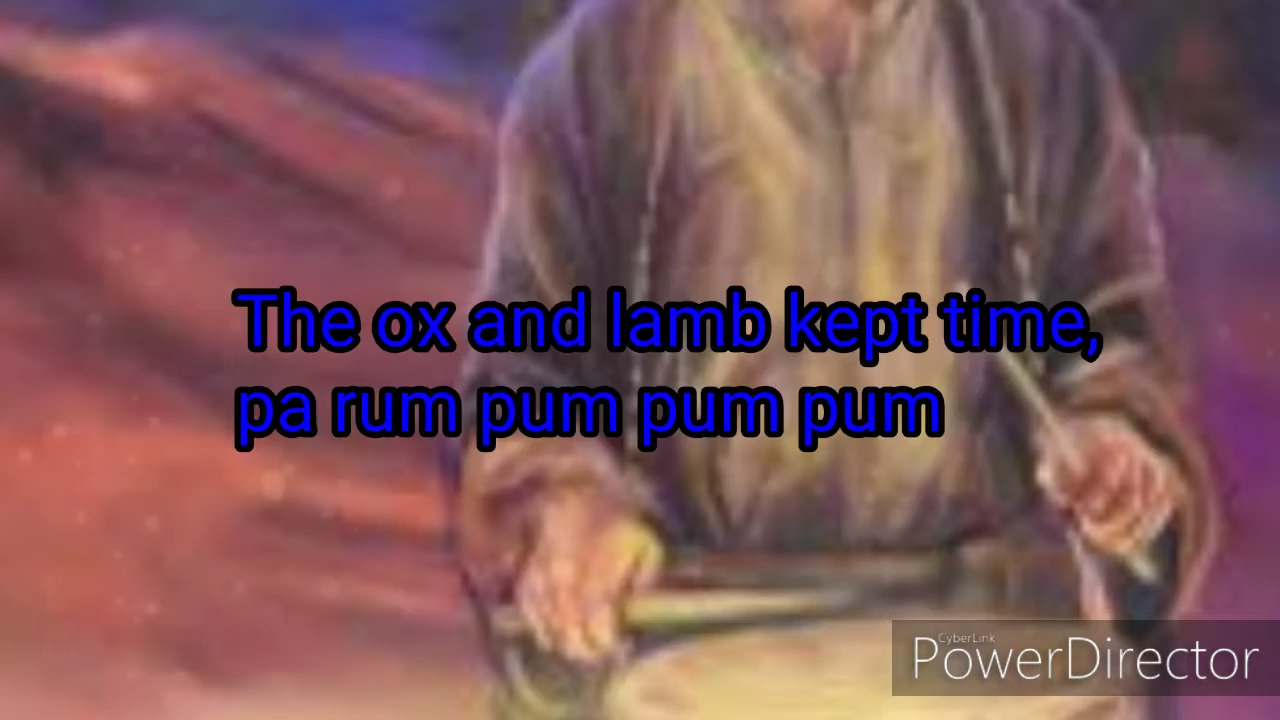 The ox and lamb kept time,
pa rum pum pum pum
CyberLink
PowerDirector